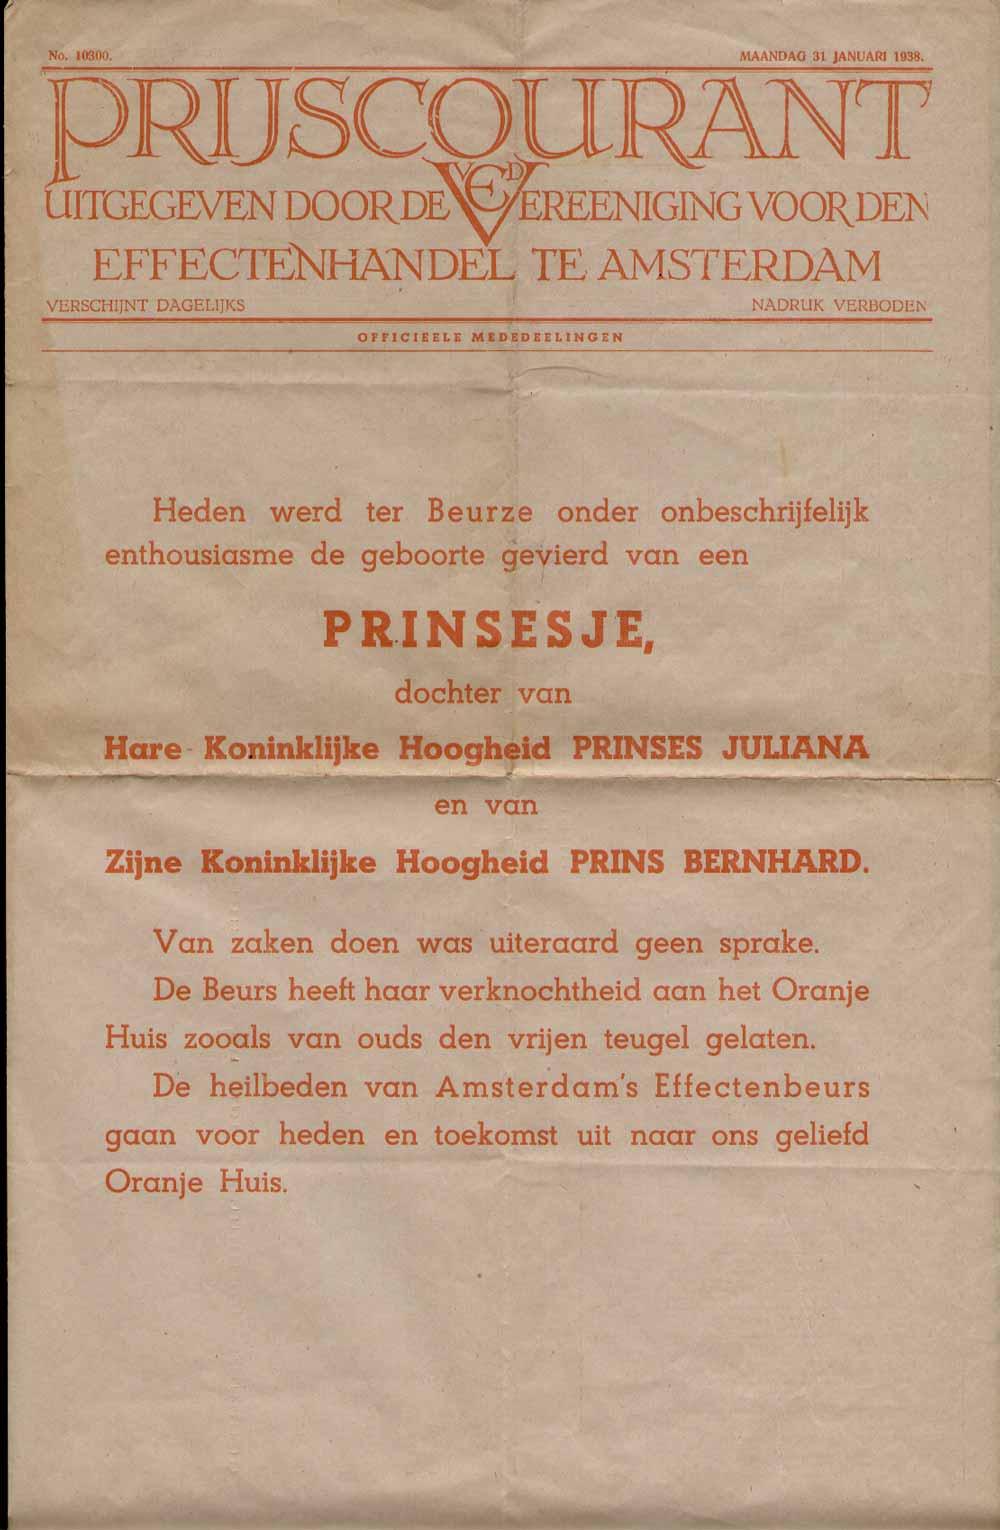 No. 10300.
MAANDAG 31 JANUARI 1938.
PRIJSCOURANT
UITGEGEVEN DOOR DE VEREENIGING VOOR DEN
V E D
EFFECTENHANDEL TE AMSTERDAM
VERSCHIJNT DAGELIJKS
NADRUK VERBODEN
OFFICIEELE MEDEDEELINGEN
Heden werd ter Beurze onder onbeschrijfelijk
enthousiasme de geboorte gevierd van een
PRINSESJE,
dochter van
Hare Koninklijke Hoogheid PRINSES JULIANA
en van
Zijne Koninklijke Hoogheid PRINS BERNHARD.
Van zaken doen was uiteraard geen sprake.
De Beurs heeft haar verknochtheid aan het Oranje
Huis zooals van ouds den vrijen teugel gelaten.
De heilbeden van Amsterdam's Effectenbeurs
gaan voor heden en toekomst uit naar ons geliefd
Oranje Huis.